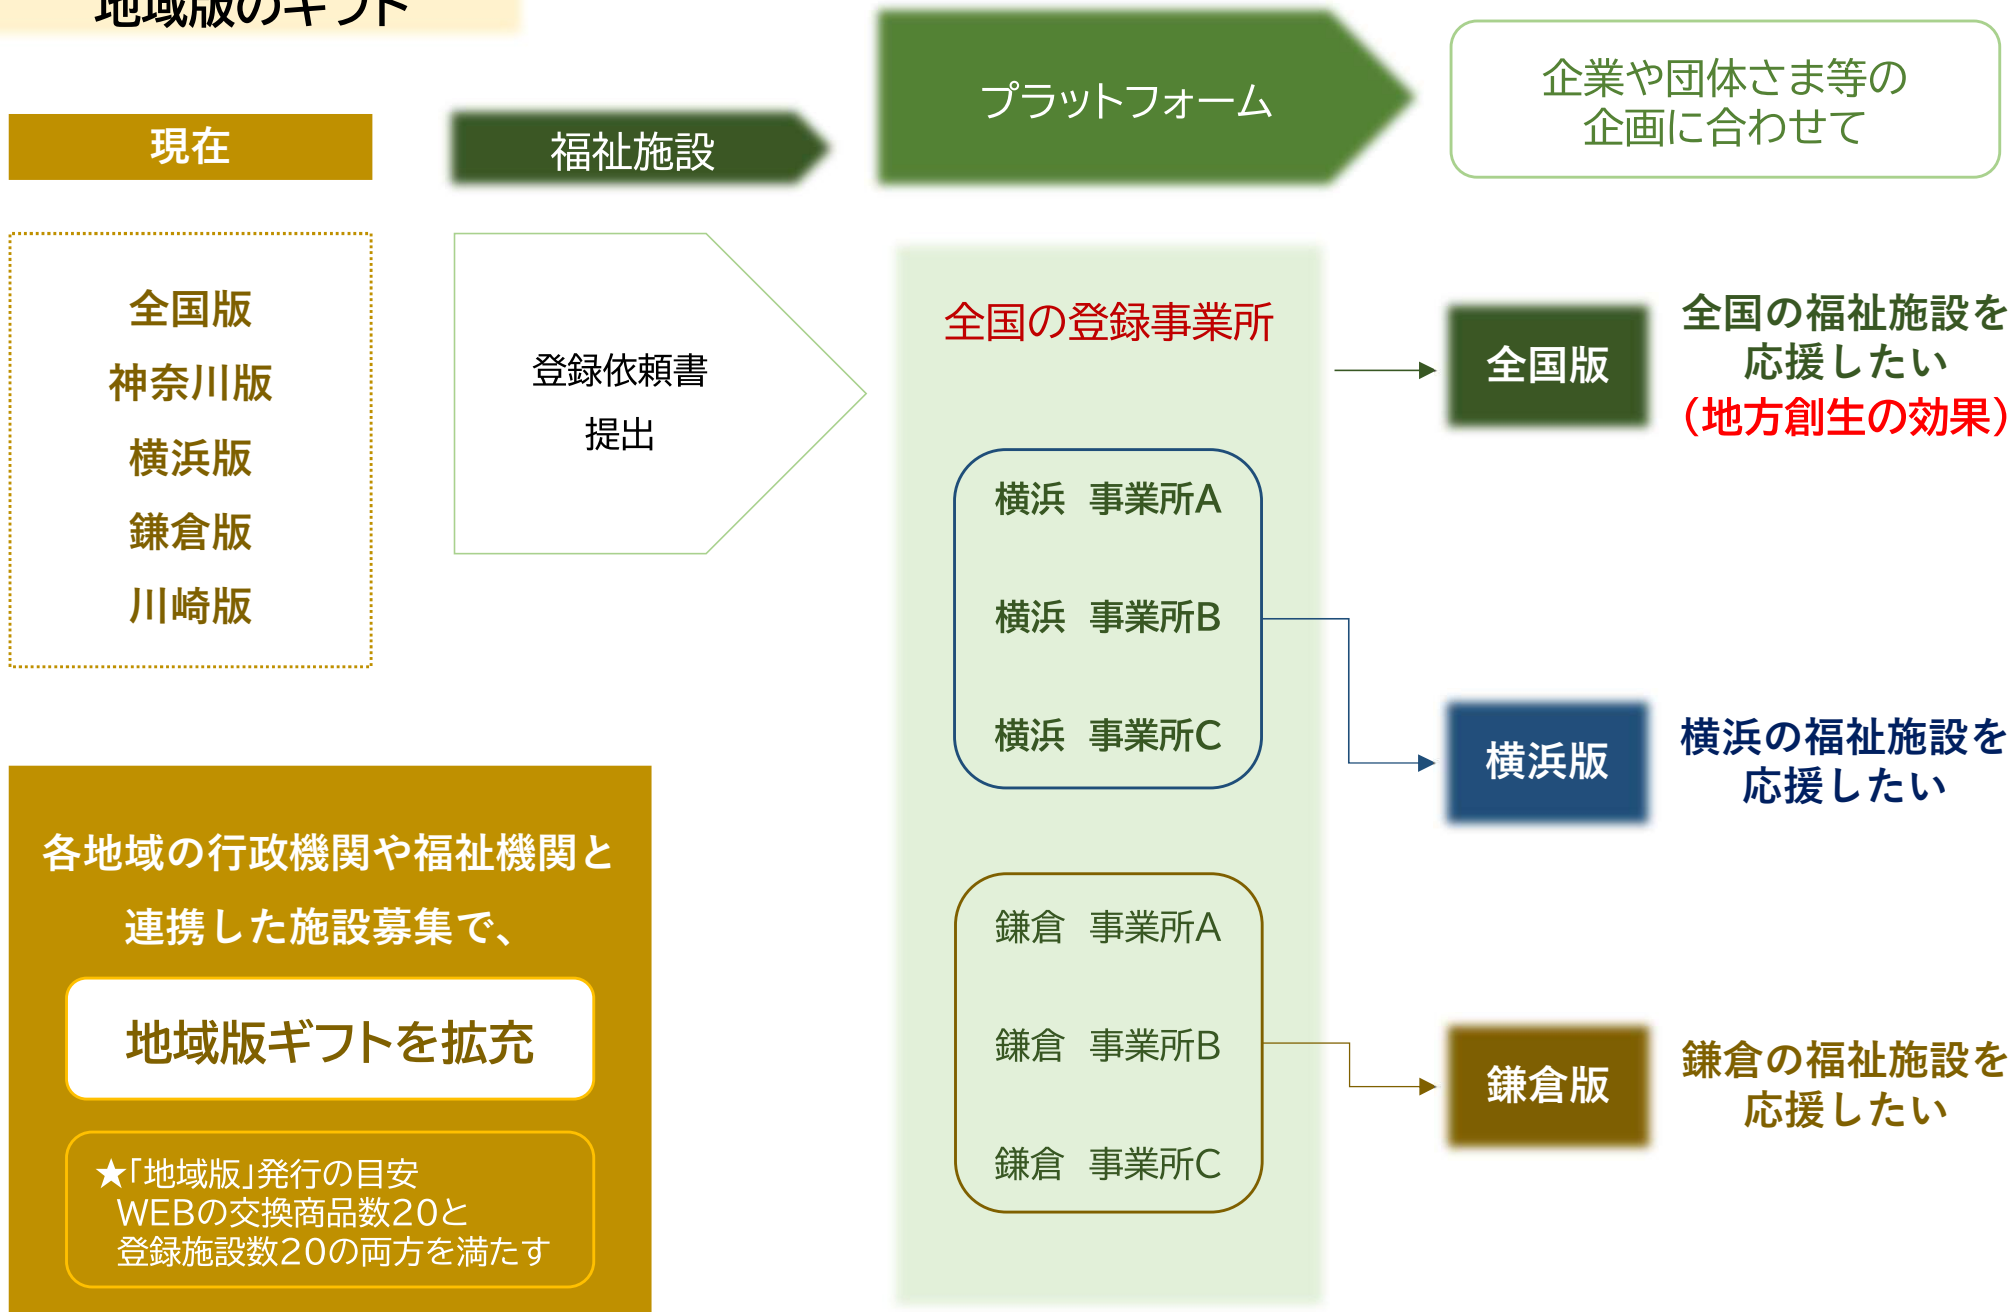 地域版のギフト
現在
全国版
神奈川版
横浜版
鎌倉版
川崎版
各地域の行政機関や福祉機関と
連携した施設募集で、
地域版ギフトを拡充
★「地域版」発行の目安
WEBの交換商品数20と
登録施設数20の両方を満たす
福祉施設
登録依頼書
提出
プラットフォーム
全国の登録事業所
横浜　事業所A
横浜　事業所B
横浜　事業所C
鎌倉　事業所A
鎌倉　事業所B
鎌倉　事業所C
企業や団体さま等の
企画に合わせて
全国版
全国の福祉施設を
応援したい
（地方創生の効果）
横浜版
横浜の福祉施設を
応援したい
鎌倉版
鎌倉の福祉施設を
応援したい